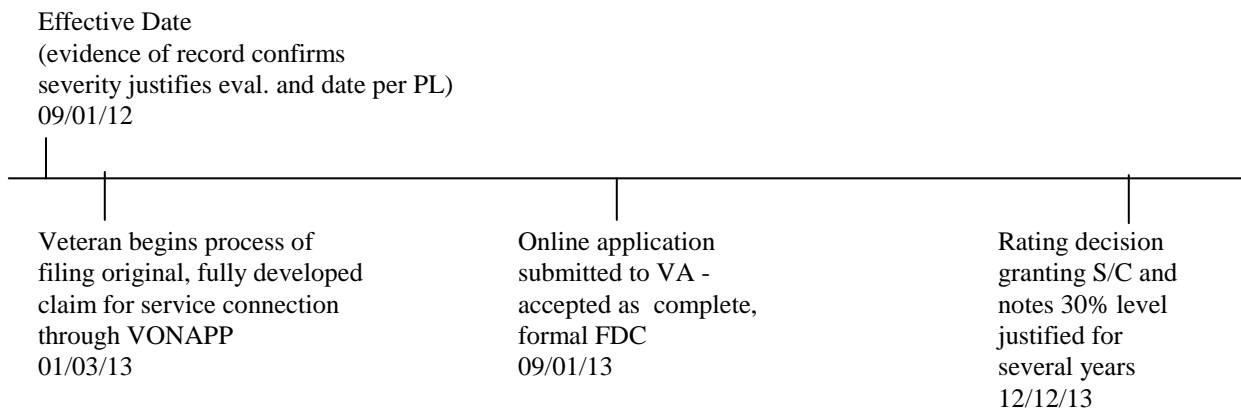 Effective Date
(evidence of record confirms
severity justifies eval. and date per PL)
09/01/12
Veteran begins process of
filing original, fully developed
claim for service connection
through VONAPP
01/03/13
Online application
submitted to VA -
accepted as complete,
formal FDC
09/01/13
Rating decision
granting S/C and
notes 30% level
justified for
several years
12/12/13